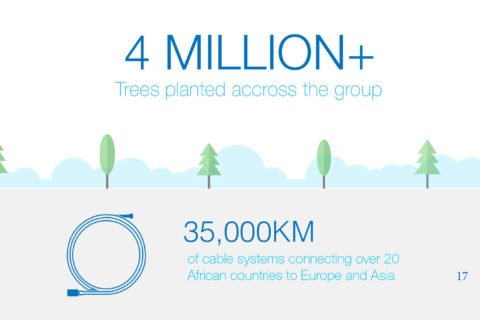 4 MILLION+
Trees planted accross the group
35,000KM
of cable systems connecting over 20
African countries to Europe and Asia
17